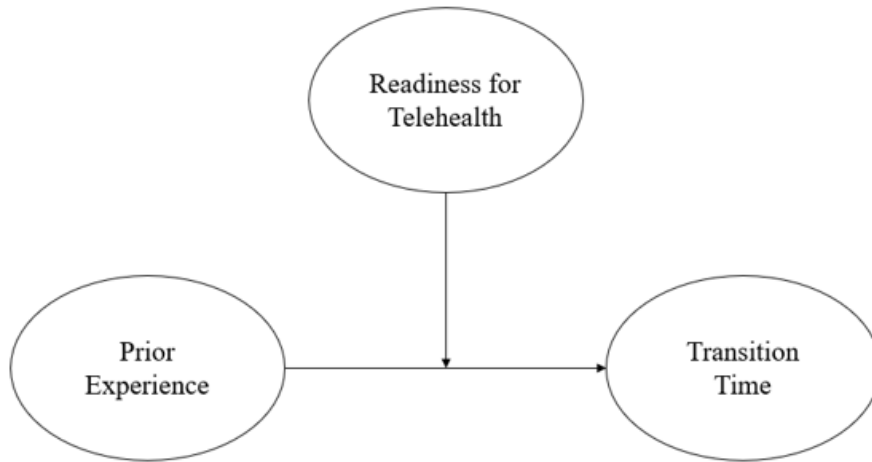 Readiness for
Telehealth
Prior
Experience
Transition
Time